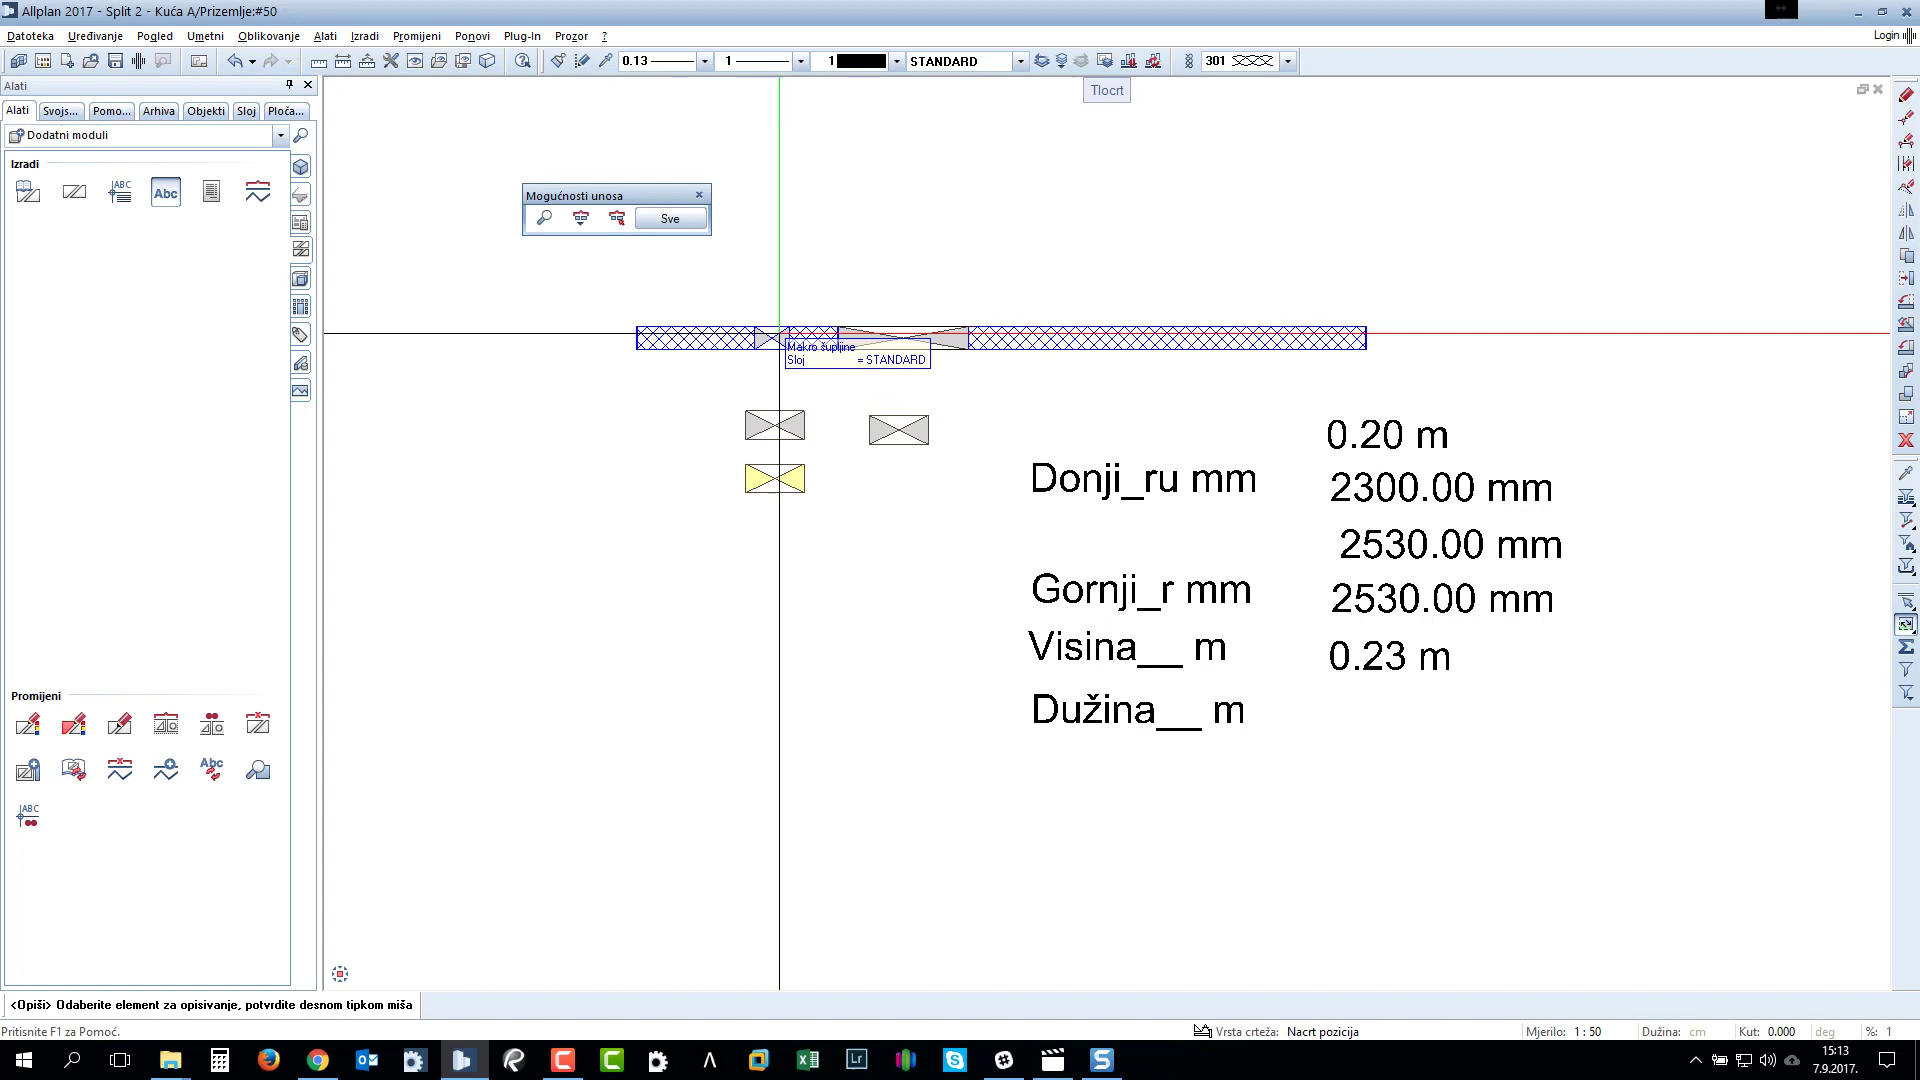 Allplan 2017 - Split 2 - Kuća A/Prizemlje:#50
Datoteka Uređivanje Pogled Umetni Oblikovanje Alati Izradi Promijeni Ponovi Plug-In Prozor ?
Login
0.13 1 1 STANDARD 301
Alati
Alati Svojs... Pomo... Arhiva Objekti Sloj Ploča...
Dodatni moduli
Izradi
ABC Abc
Promijeni
Abc
ABC
Tlocrt
Mogućnosti unosa
Sve
Makro šupljine
Sloj = STANDARD
0.20 m
Donji_ru mm 2300.00 mm
2530.00 mm
Gornji_r mm 2530.00 mm
Visina__ m 0.23 m
Dužina__ m
<Opiši> Odaberite element za opisivanje, potvrdite desnom tipkom miša
Pritisnite F1 za Pomoć. Vrsta crteža: Nacrt pozicija Mjerilo: 1 : 50 Dužina: cm Kut: 0.000 deg %: 1
Lr
15:13
7.9.2017.